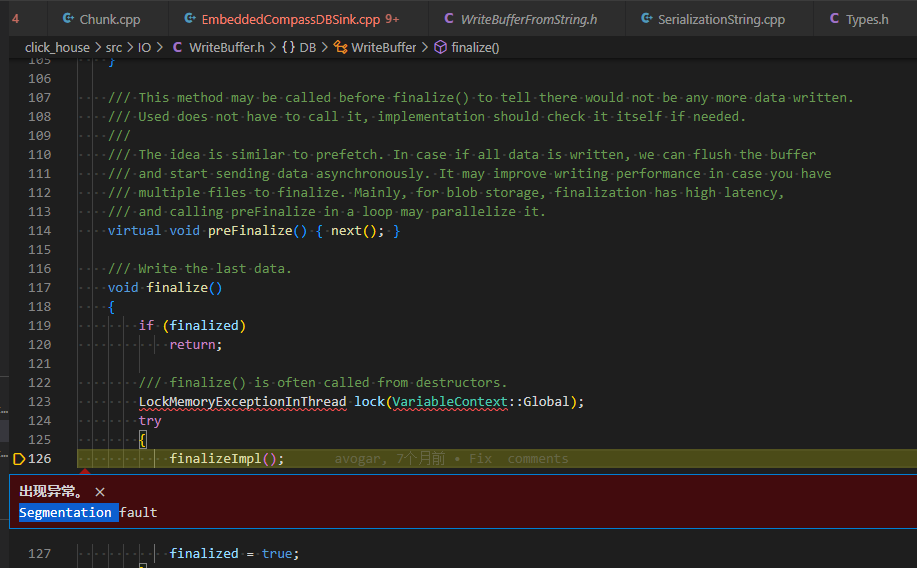 4 Chunk.cpp EmbeddedCompassDBSink.cpp 9+ WriteBufferFromString.h SerializationString.cpp Types.h
click_house > src > IO > C WriteBuffer.h > {} DB > WriteBuffer > finalize()
105 }
106
107 /// This method may be called before finalize() to tell there would not be any more data written.
108 /// Used does not have to call it, implementation should check it itself if needed.
109 ///
110 /// The idea is similar to prefetch. In case if all data is written, we can flush the buffer
111 /// and start sending data asynchronously. It may improve writing performance in case you have
112 /// multiple files to finalize. Mainly, for blob storage, finalization has high latency,
113 /// and calling preFinalize in a loop may parallelize it.
114 virtual void preFinalize() { next(); }
115
116 /// Write the last data.
117 void finalize()
118 {
119 if (finalized)
120 return;
121
122 /// finalize() is often called from destructors.
123 LockMemoryExceptionInThread lock(VariableContext::Global);
124 try
125 {
126 finalizeImpl(); avogar, 7个月前 • Fix comments
出现异常。 ×
Segmentation fault
127 finalized = true;